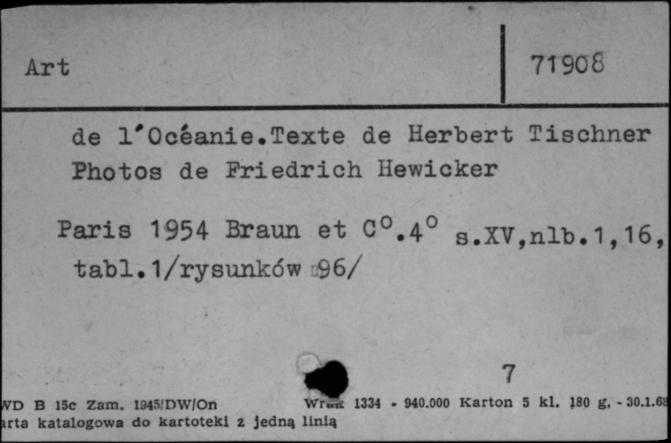 Art 71908
de l'Océanie.Texte de Herbert Tischner
Photos de Friedrich Hewicker
Paris 1954 Braun et C°.4° s.XV,nlb.1,16,
tabl.1/rysunków 96/
7
WD B 15c Zam. 1945/DW/On 1334 - 940.000 Karton 5 kl. 180 g. - 30.1.68
arta katalogowa do kartoteki z jedną linią